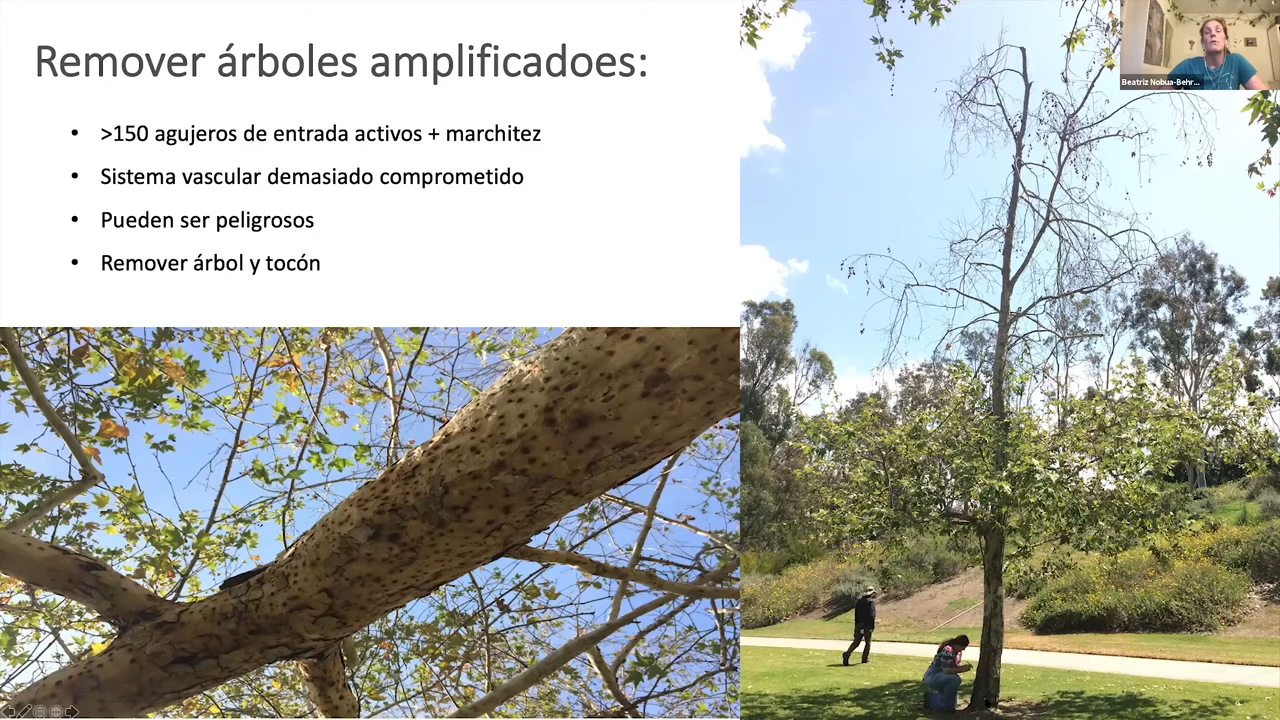 Remover árboles amplificadoes:
• >150 agujeros de entrada activos + marchitez
• Sistema vascular demasiado comprometido
• Pueden ser peligrosos
• Remover árbol y tocón
Beatriz Nobua-Behr...